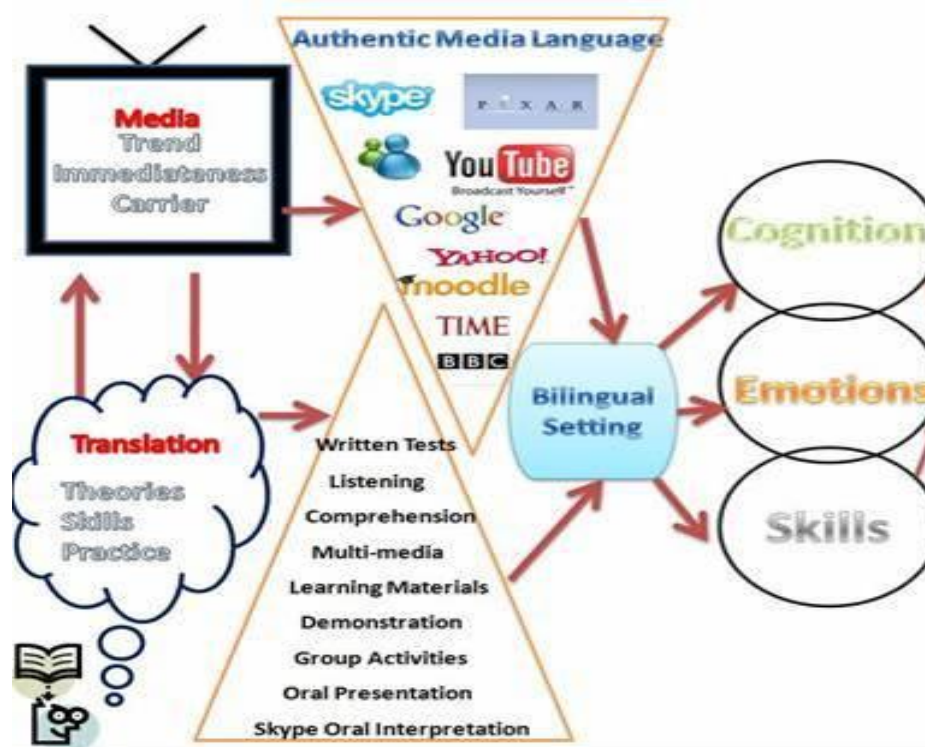 Authentic Media Language
skype
PIXAR
Media
Trend
Immediateness
Carrier
YouTube
Broadcast Yourself™
Google
YAHOO!
moodle
TIME
BBC
Translation
Theories
Skills
Practice
Written Tests
Listening
Comprehension
Multi-media
Learning Materials
Demonstration
Group Activities
Oral Presentation
Skype Oral Interpretation
Bilingual
Setting
Cognition
Emotions
Skills